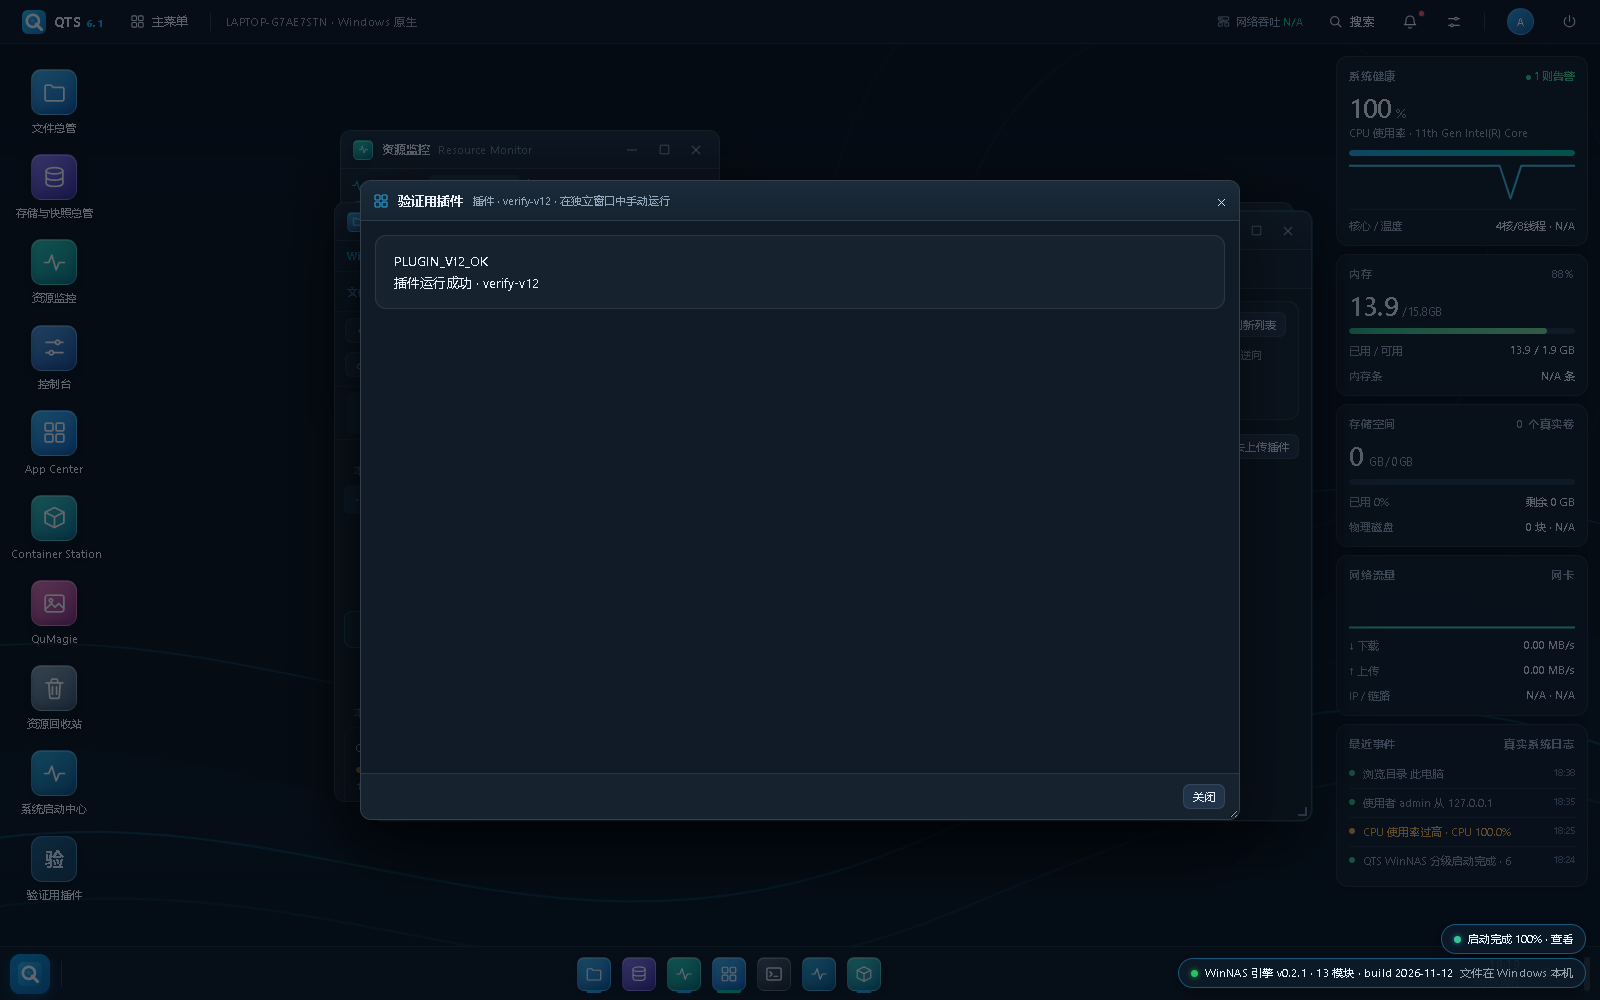 QTS 6.1
主菜单
LAPTOP-G7AE7STN · Windows 原生
网络吞吐 N/A
搜索
A
文件总管
存储与快照总管
资源监控
控制台
App Center
Container Station
QuMagie
资源回收站
系统启动中心
验
验证用插件
资源监控 Resource Monitor
验证用插件 插件 · verify-v12 · 在独立窗口中手动运行
PLUGIN_V12_OK
插件运行成功 · verify-v12
关闭
新列表
逆向
上传插件
系统健康 1 则告警
100 %
CPU 使用率 · 11th Gen Intel(R) Core
核心 / 温度 4核/8线程 · N/A
内存 88%
13.9 / 15.8GB
已用 / 可用 13.9 / 1.9 GB
内存条 N/A 条
存储空间 0 个真实卷
0 GB / 0 GB
已用 0% 剩余 0 GB
物理磁盘 0 块 · N/A
网络流量 网卡
↓ 下载 0.00 MB/s
↑ 上传 0.00 MB/s
IP / 链路 N/A · N/A
最近事件 真实系统日志
浏览目录 此电脑 18:38
使用者 admin 从 127.0.0.1 18:35
CPU 使用率过高 · CPU 100.0% 18:25
QTS WinNAS 分级启动完成 · 6 18:24
启动完成 100% · 查看
WinNAS 引擎 v0.2.1 · 13 模块 · build 2026-11-12 文件在 Windows 本机